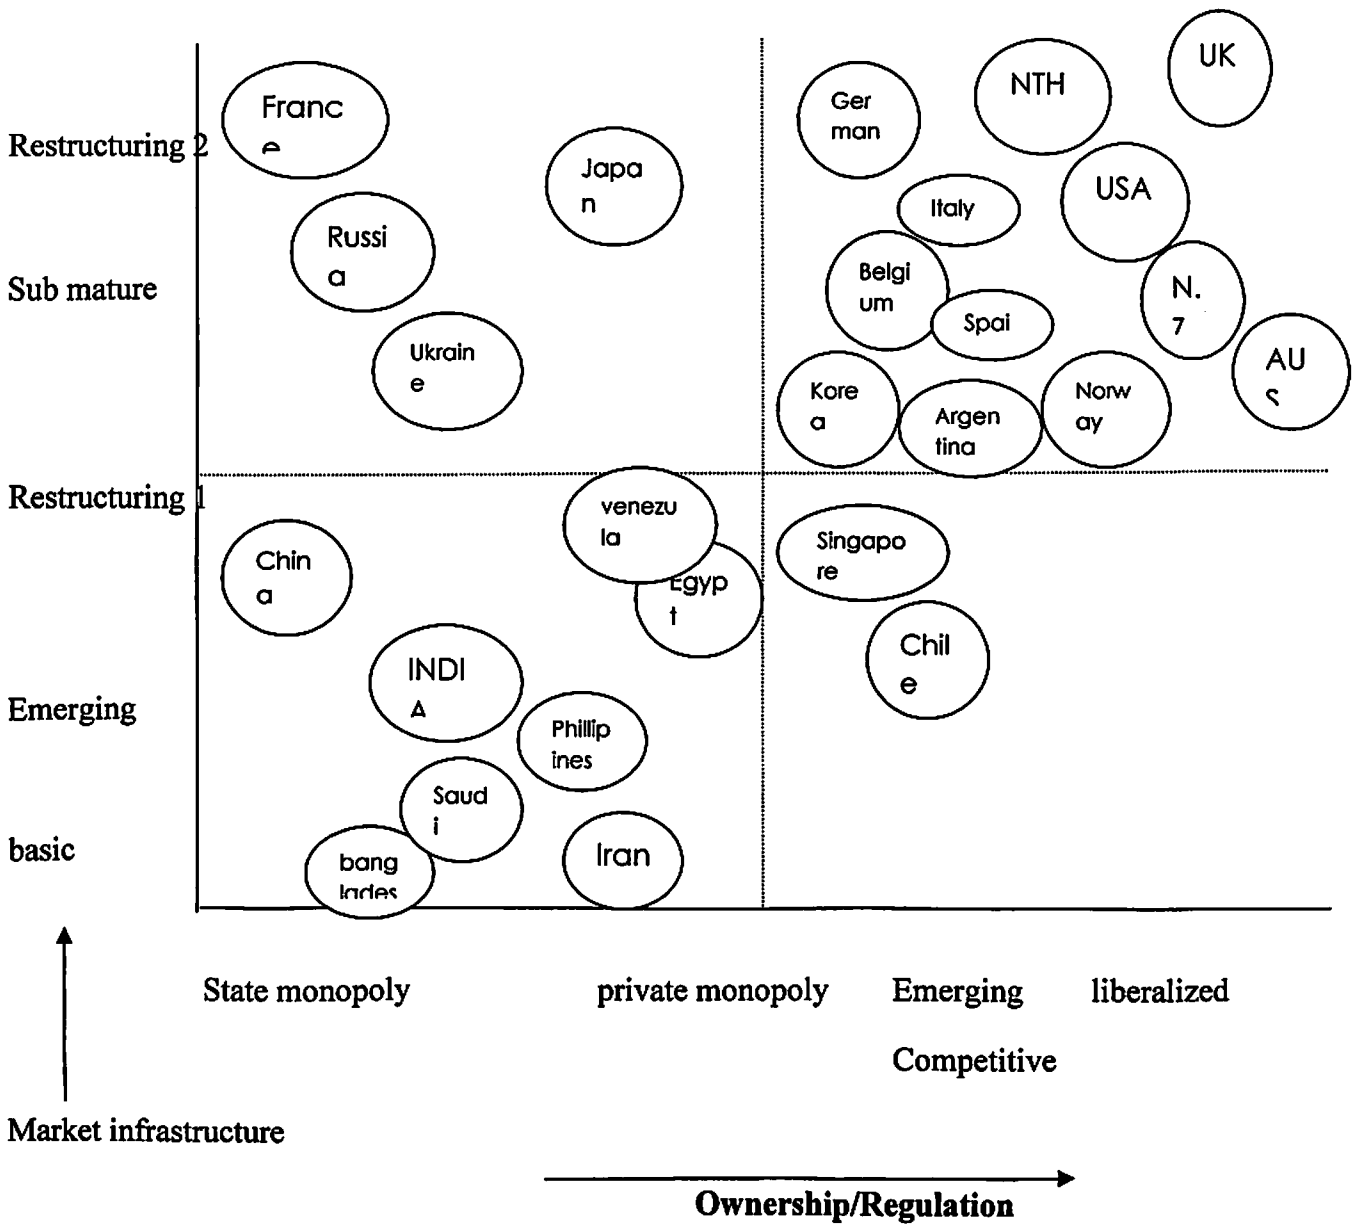 UK
NTH
Franc
e
Ger
man
Restructuring 2
Japa
n
USA
Italy
Russi
a
Belgi
um
Sub mature
N.
Spai
Ukrain
e
AU
Kore
a
Norw
ay
Argen
tina
Restructuring 1
venezu
la
Singapo
re
Chin
a
Egyp
t
Chil
e
INDI
A
Emerging
Phillip
ines
Saud
i
basic
Iran
bang
lades
State monopoly
private monopoly
Emerging
liberalized
Competitive
Market infrastructure
Ownership/Regulation